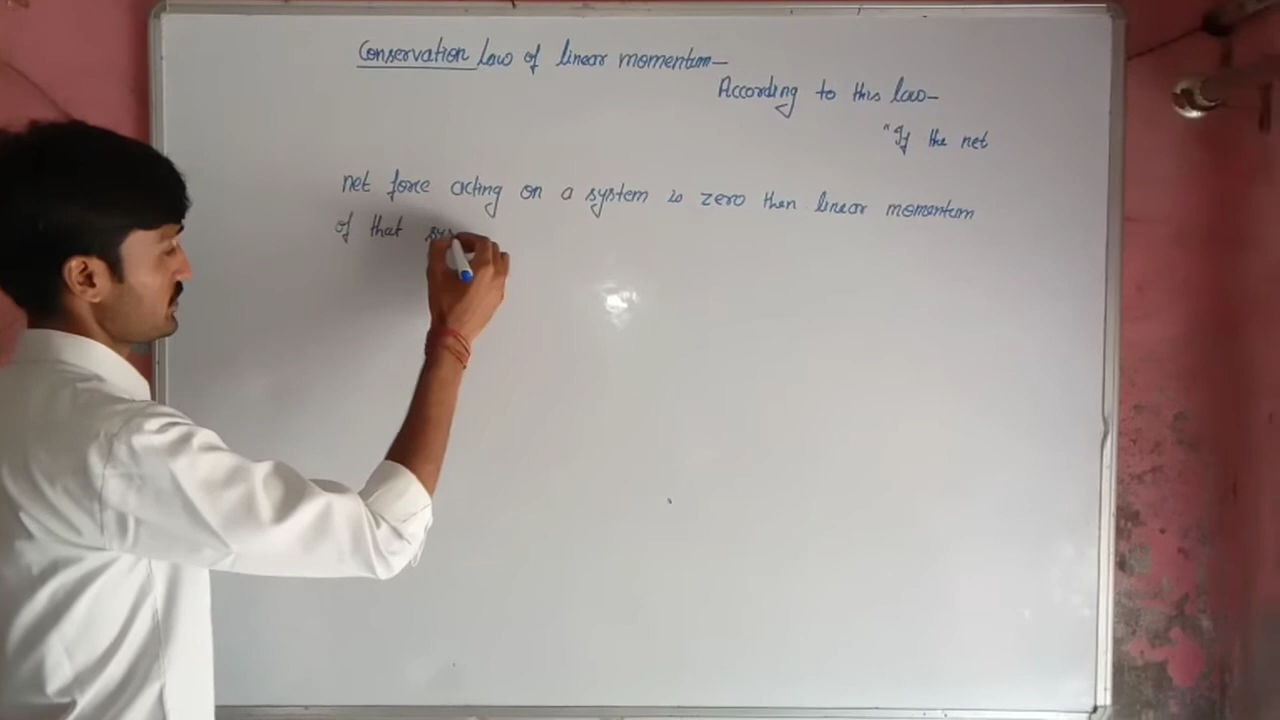 Conservation Law of linear momentum—
According to this law—
"If the net
net force acting on a system is zero then linear momentum
of that sys